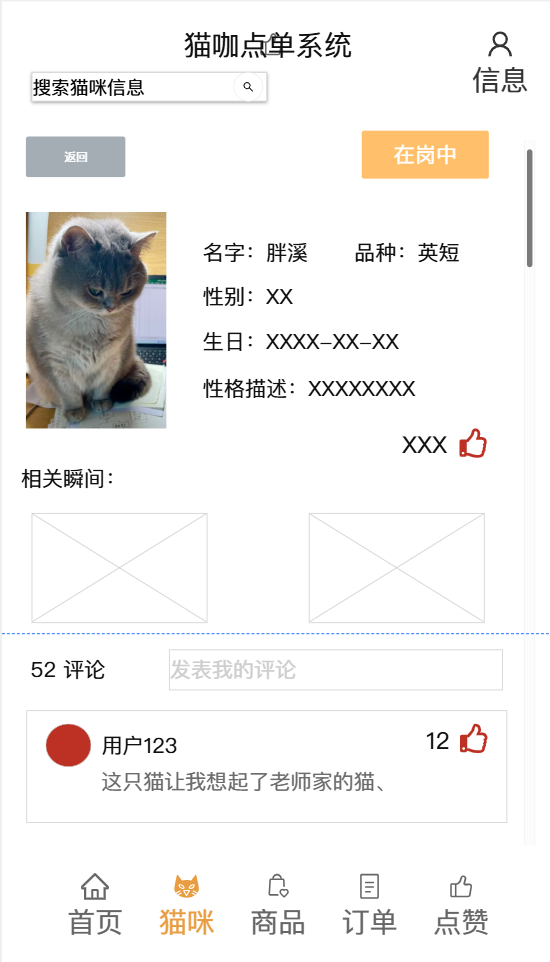 猫咖点单系统
信息
搜索猫咪信息
返回
在岗中
名字：胖溪 品种：英短
性别：XX
生日：XXXX-XX-XX
性格描述：XXXXXXXX
XXX
相关瞬间：
52 评论 发表我的评论
用户123 12
这只猫让我想起了老师家的猫、
首页 猫咪 商品 订单 点赞